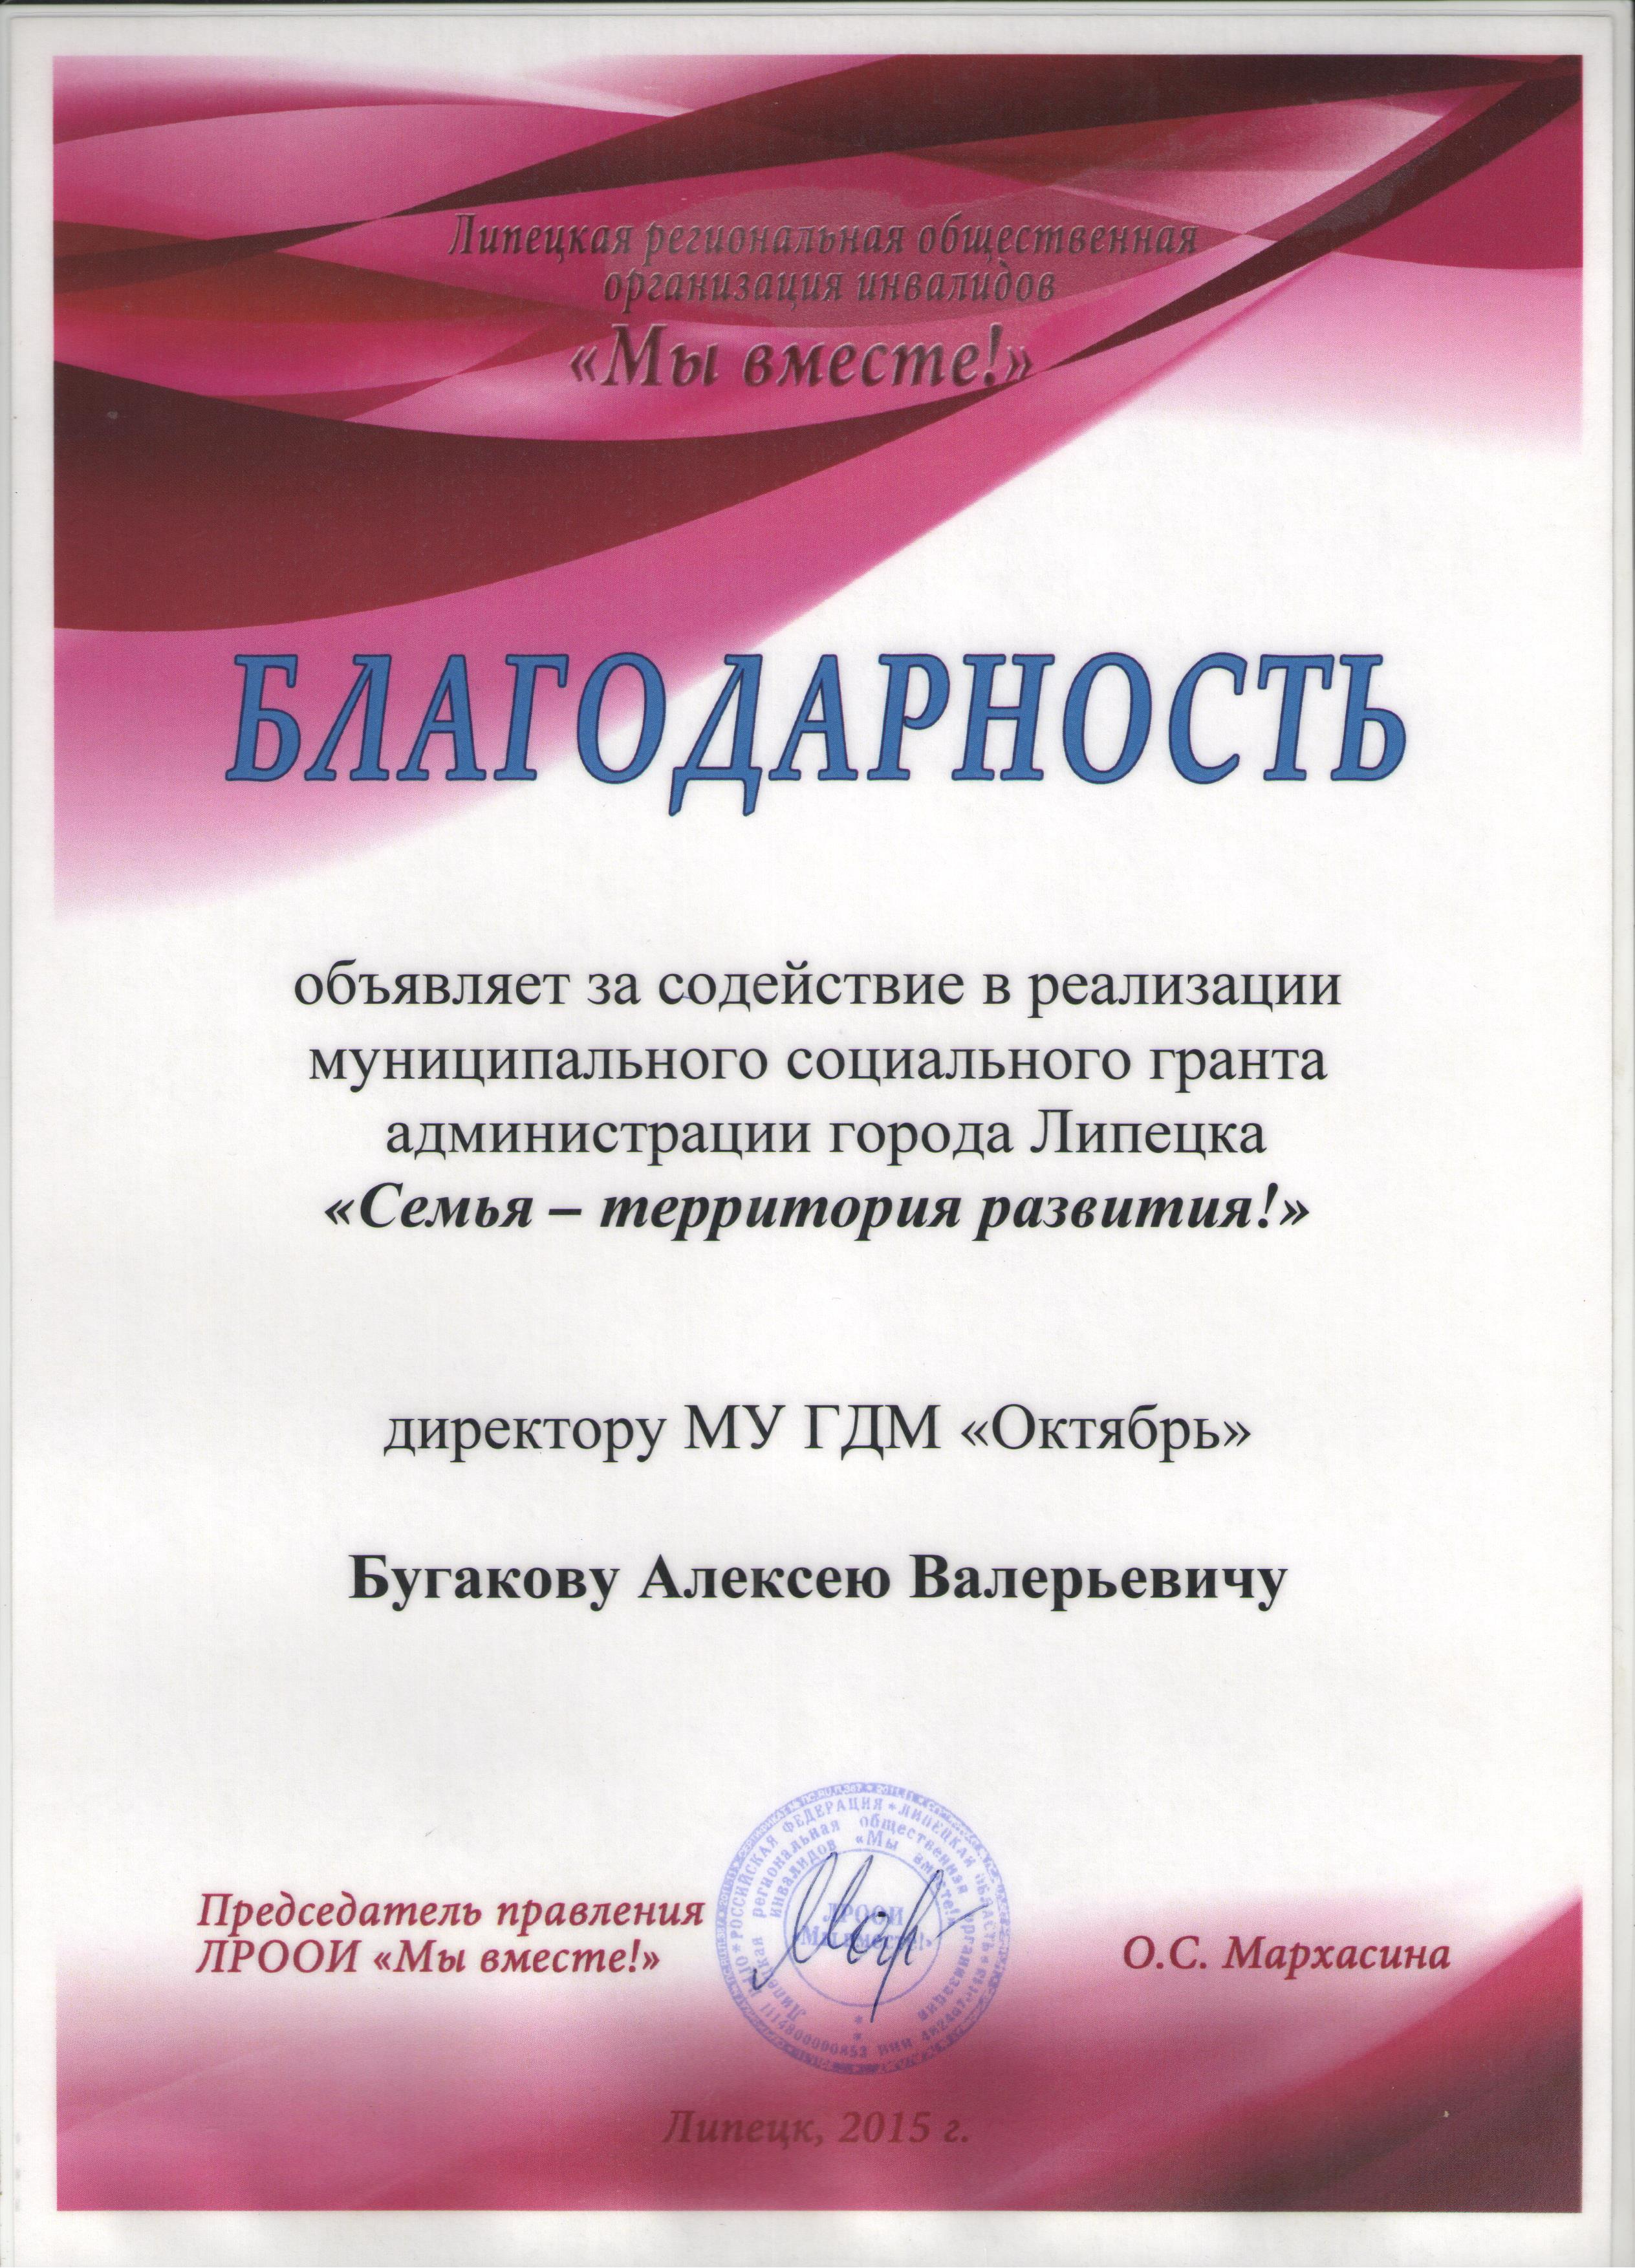 Липецкая региональная общественная
организация инвалидов
«Мы вместе!»
БЛАГОДАРНОСТЬ
объявляет за содействие в реализации
муниципального социального гранта
администрации города Липецка
«Семья – территория развития!»
директору МУ ГДМ «Октябрь»
Бугакову Алексею Валерьевичу
Председатель правления
ЛРООИ «Мы вместе!»
О.С. Мархасина
РОССИЙСКАЯ ФЕДЕРАЦИЯ * ЛИПЕЦКАЯ ОБЛАСТЬ *
Липецкая региональная общественная организация
инвалидов «Мы вместе!»
ЛРООИ
«Мы вместе!»
Липецк, 2015 г.